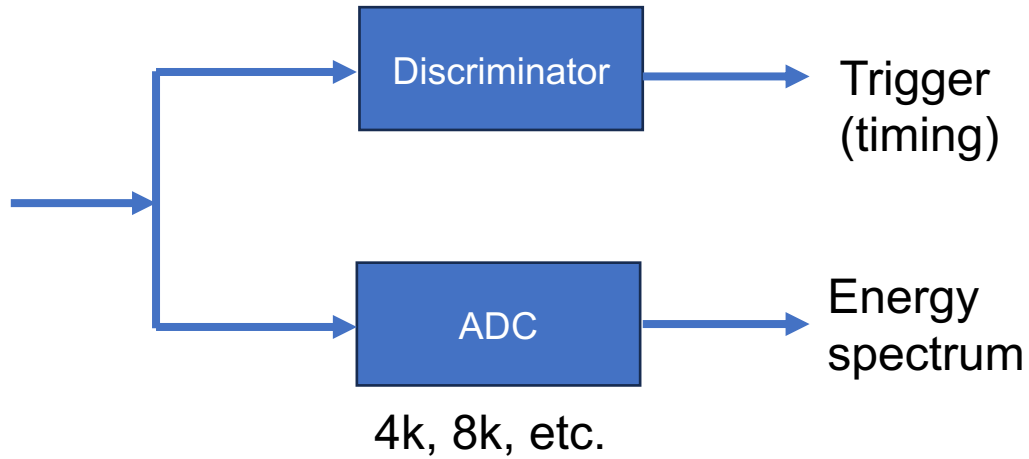 Discriminator
Trigger
(timing)
ADC
Energy
spectrum
4k, 8k, etc.